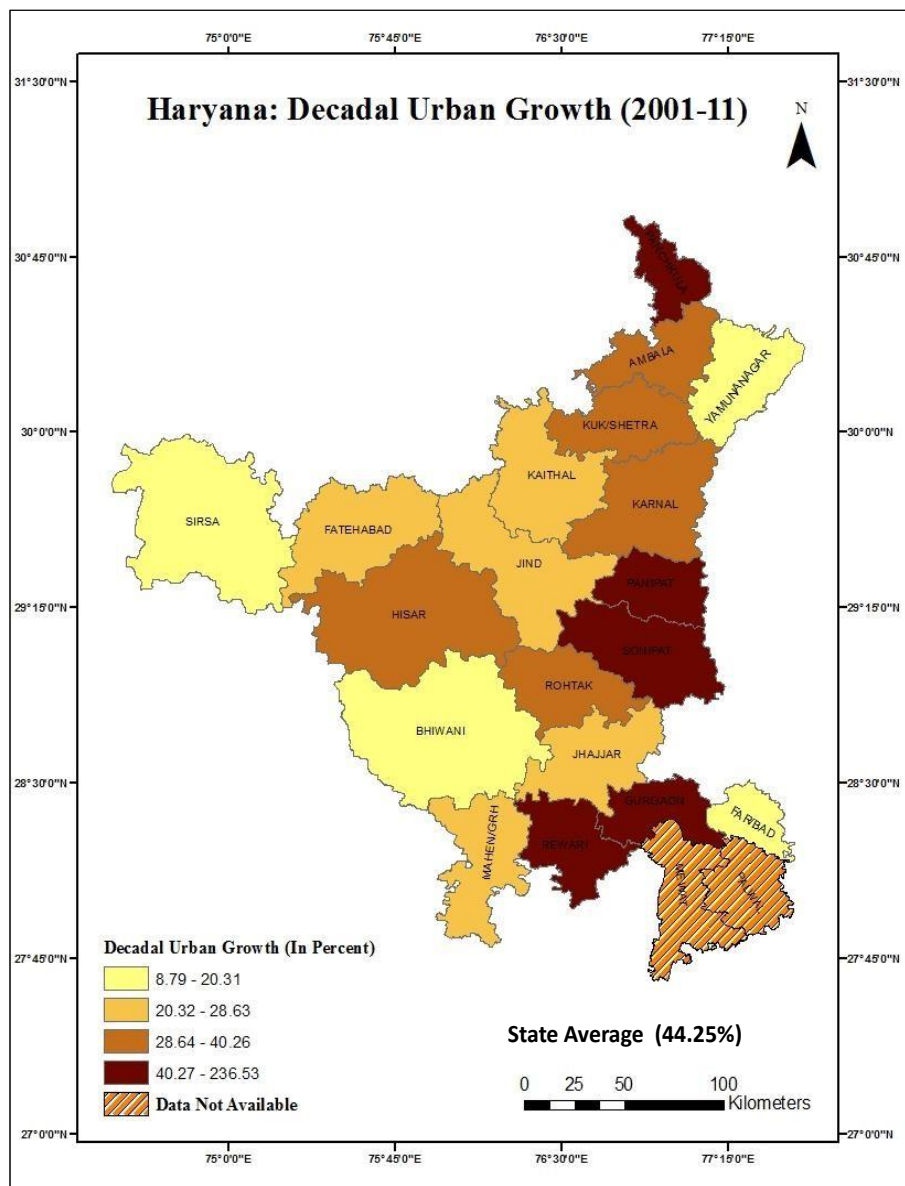 75°0'0"E 75°45'0"E 76°30'0"E 77°15'0"E
31°30'0"N 31°30'0"N
Haryana: Decadal Urban Growth (2001-11)
N
30°45'0"N 30°45'0"N
PANCHKULA
AMBALA
YAMUNANAGAR
30°0'0"N 30°0'0"N
KUK/SHETRA
KAITHAL
KARNAL
SIRSA
FATEHABAD
JIND
PANIPAT
29°15'0"N 29°15'0"N
HISAR
SONIPAT
ROHTAK
BHIWANI
JHAJJAR
28°30'0"N 28°30'0"N
GURGAGN
FAR/BAD
MAHEN/GRH
REWARI
MEWAT
PALWAL
Decadal Urban Growth (In Percent)
27°45'0"N 27°45'0"N
8.79 - 20.31
20.32 - 28.63
28.64 - 40.26
State Average (44.25%)
40.27 - 236.53
0 25 50 100
Data Not Available
Kilometers
27°0'0"N 27°0'0"N
75°0'0"E 75°45'0"E 76°30'0"E 77°15'0"E